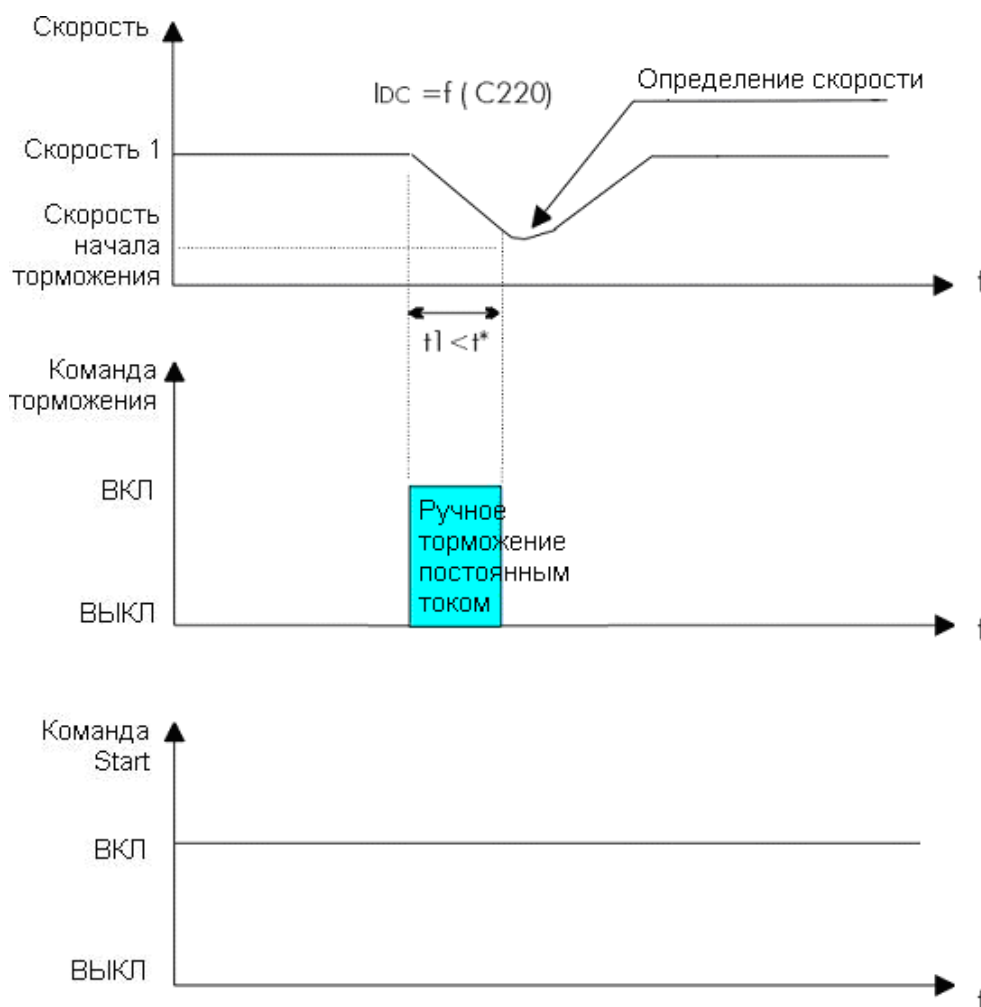 Скорость
IDC =f ( C220)
Определение скорости
Скорость 1
Скорость
начала
торможения
t
t1 <t*
Команда
торможения
ВКЛ
Ручное
торможение
постоянным
током
ВЫКЛ
t
Команда
Start
ВКЛ
ВЫКЛ
t